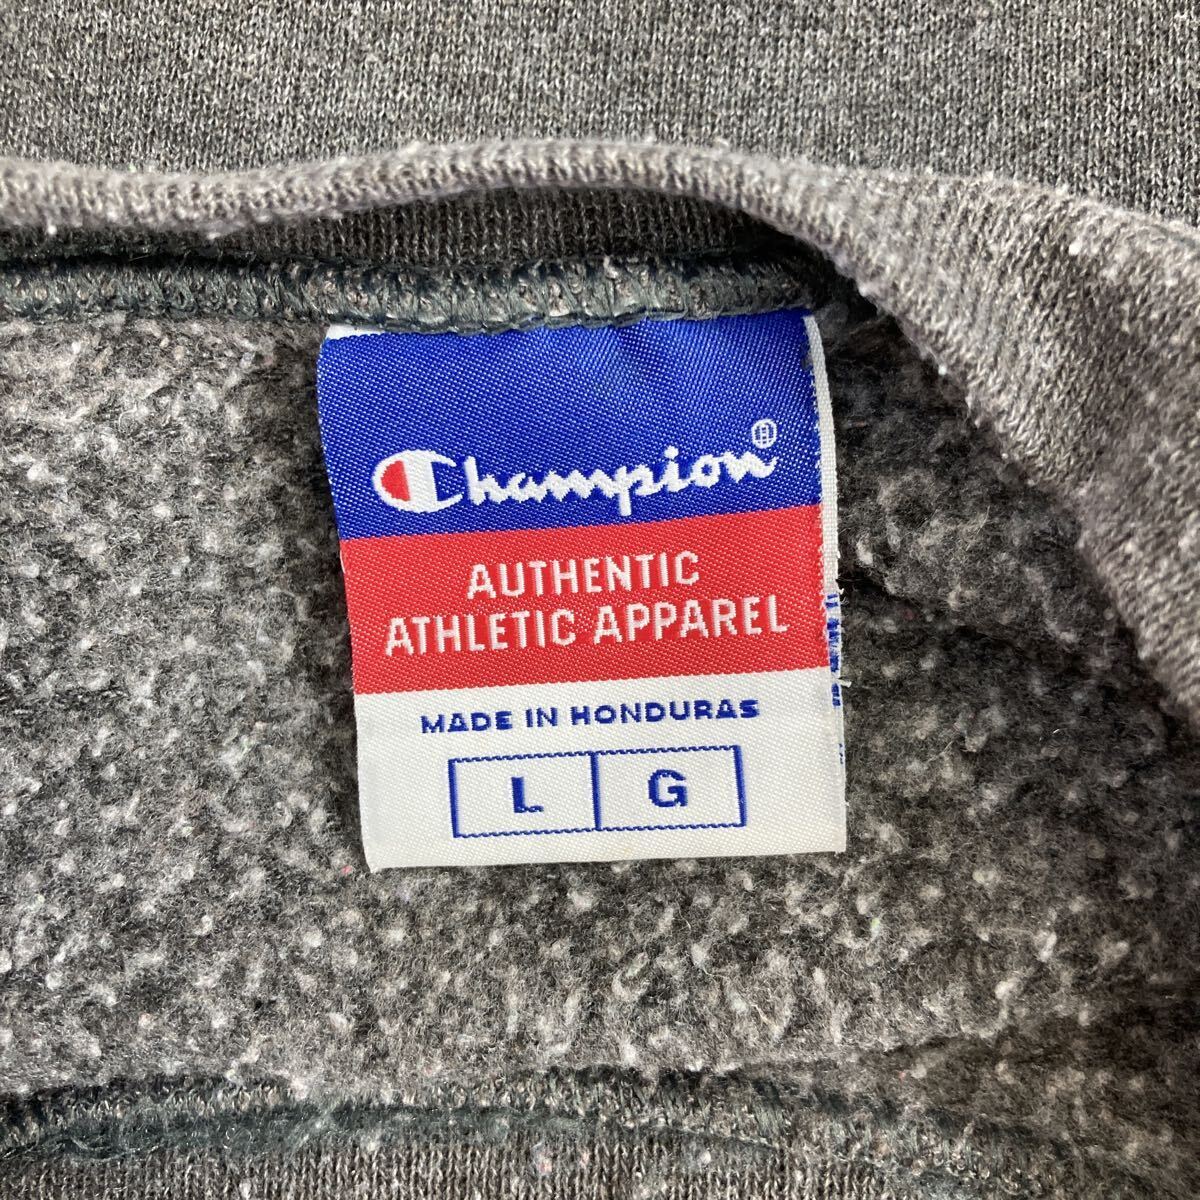 Champion®
AUTHENTIC
ATHLETIC APPAREL
MADE IN HONDURAS
L G